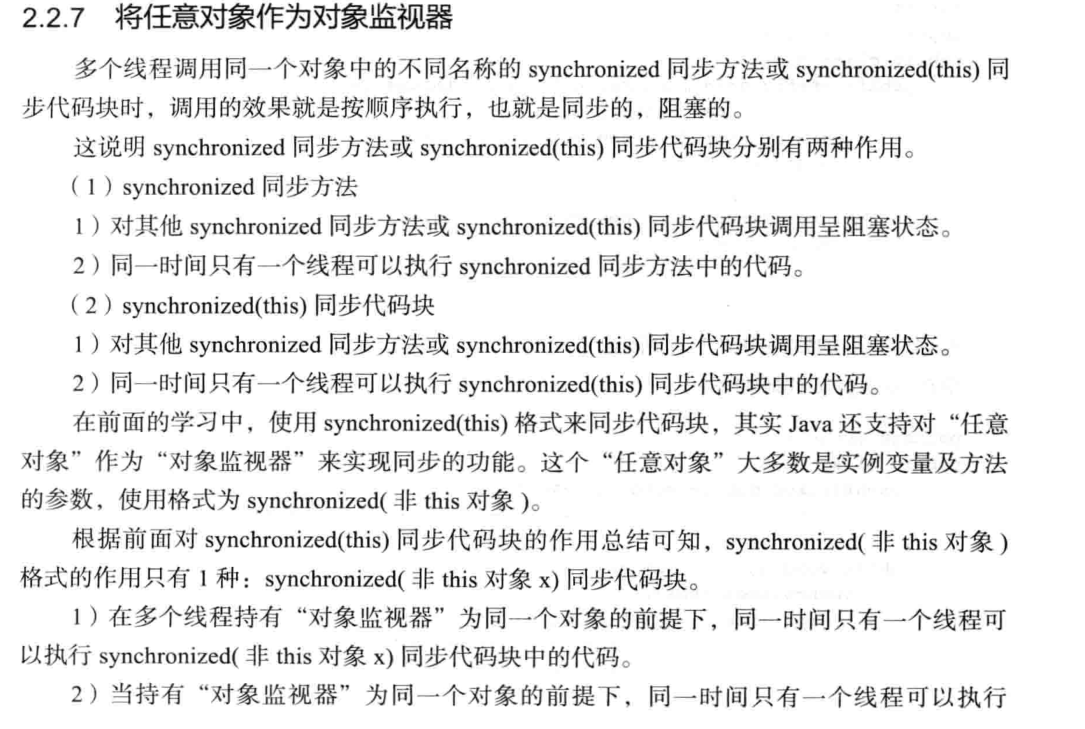 2.2.7 将任意对象作为对象监视器
多个线程调用同一个对象中的不同名称的 synchronized 同步方法或 synchronized(this) 同
步代码块时，调用的效果就是按顺序执行，也就是同步的，阻塞的。
这说明 synchronized 同步方法或 synchronized(this) 同步代码块分别有两种作用。
（1）synchronized 同步方法
1）对其他 synchronized 同步方法或 synchronized(this) 同步代码块调用呈阻塞状态。
2）同一时间只有一个线程可以执行 synchronized 同步方法中的代码。
（2）synchronized(this) 同步代码块
1）对其他 synchronized 同步方法或 synchronized(this) 同步代码块调用呈阻塞状态。
2）同一时间只有一个线程可以执行 synchronized(this) 同步代码块中的代码。
在前面的学习中，使用 synchronized(this) 格式来同步代码块，其实 Java 还支持对“任意
对象”作为“对象监视器”来实现同步的功能。这个“任意对象”大多数是实例变量及方法
的参数，使用格式为 synchronized( 非 this 对象 )。
根据前面对 synchronized(this) 同步代码块的作用总结可知，synchronized( 非 this 对象 )
格式的作用只有 1 种：synchronized( 非 this 对象 x) 同步代码块。
1）在多个线程持有“对象监视器”为同一个对象的前提下，同一时间只有一个线程可
以执行 synchronized( 非 this 对象 x) 同步代码块中的代码。
2）当持有“对象监视器”为同一个对象的前提下，同一时间只有一个线程可以执行